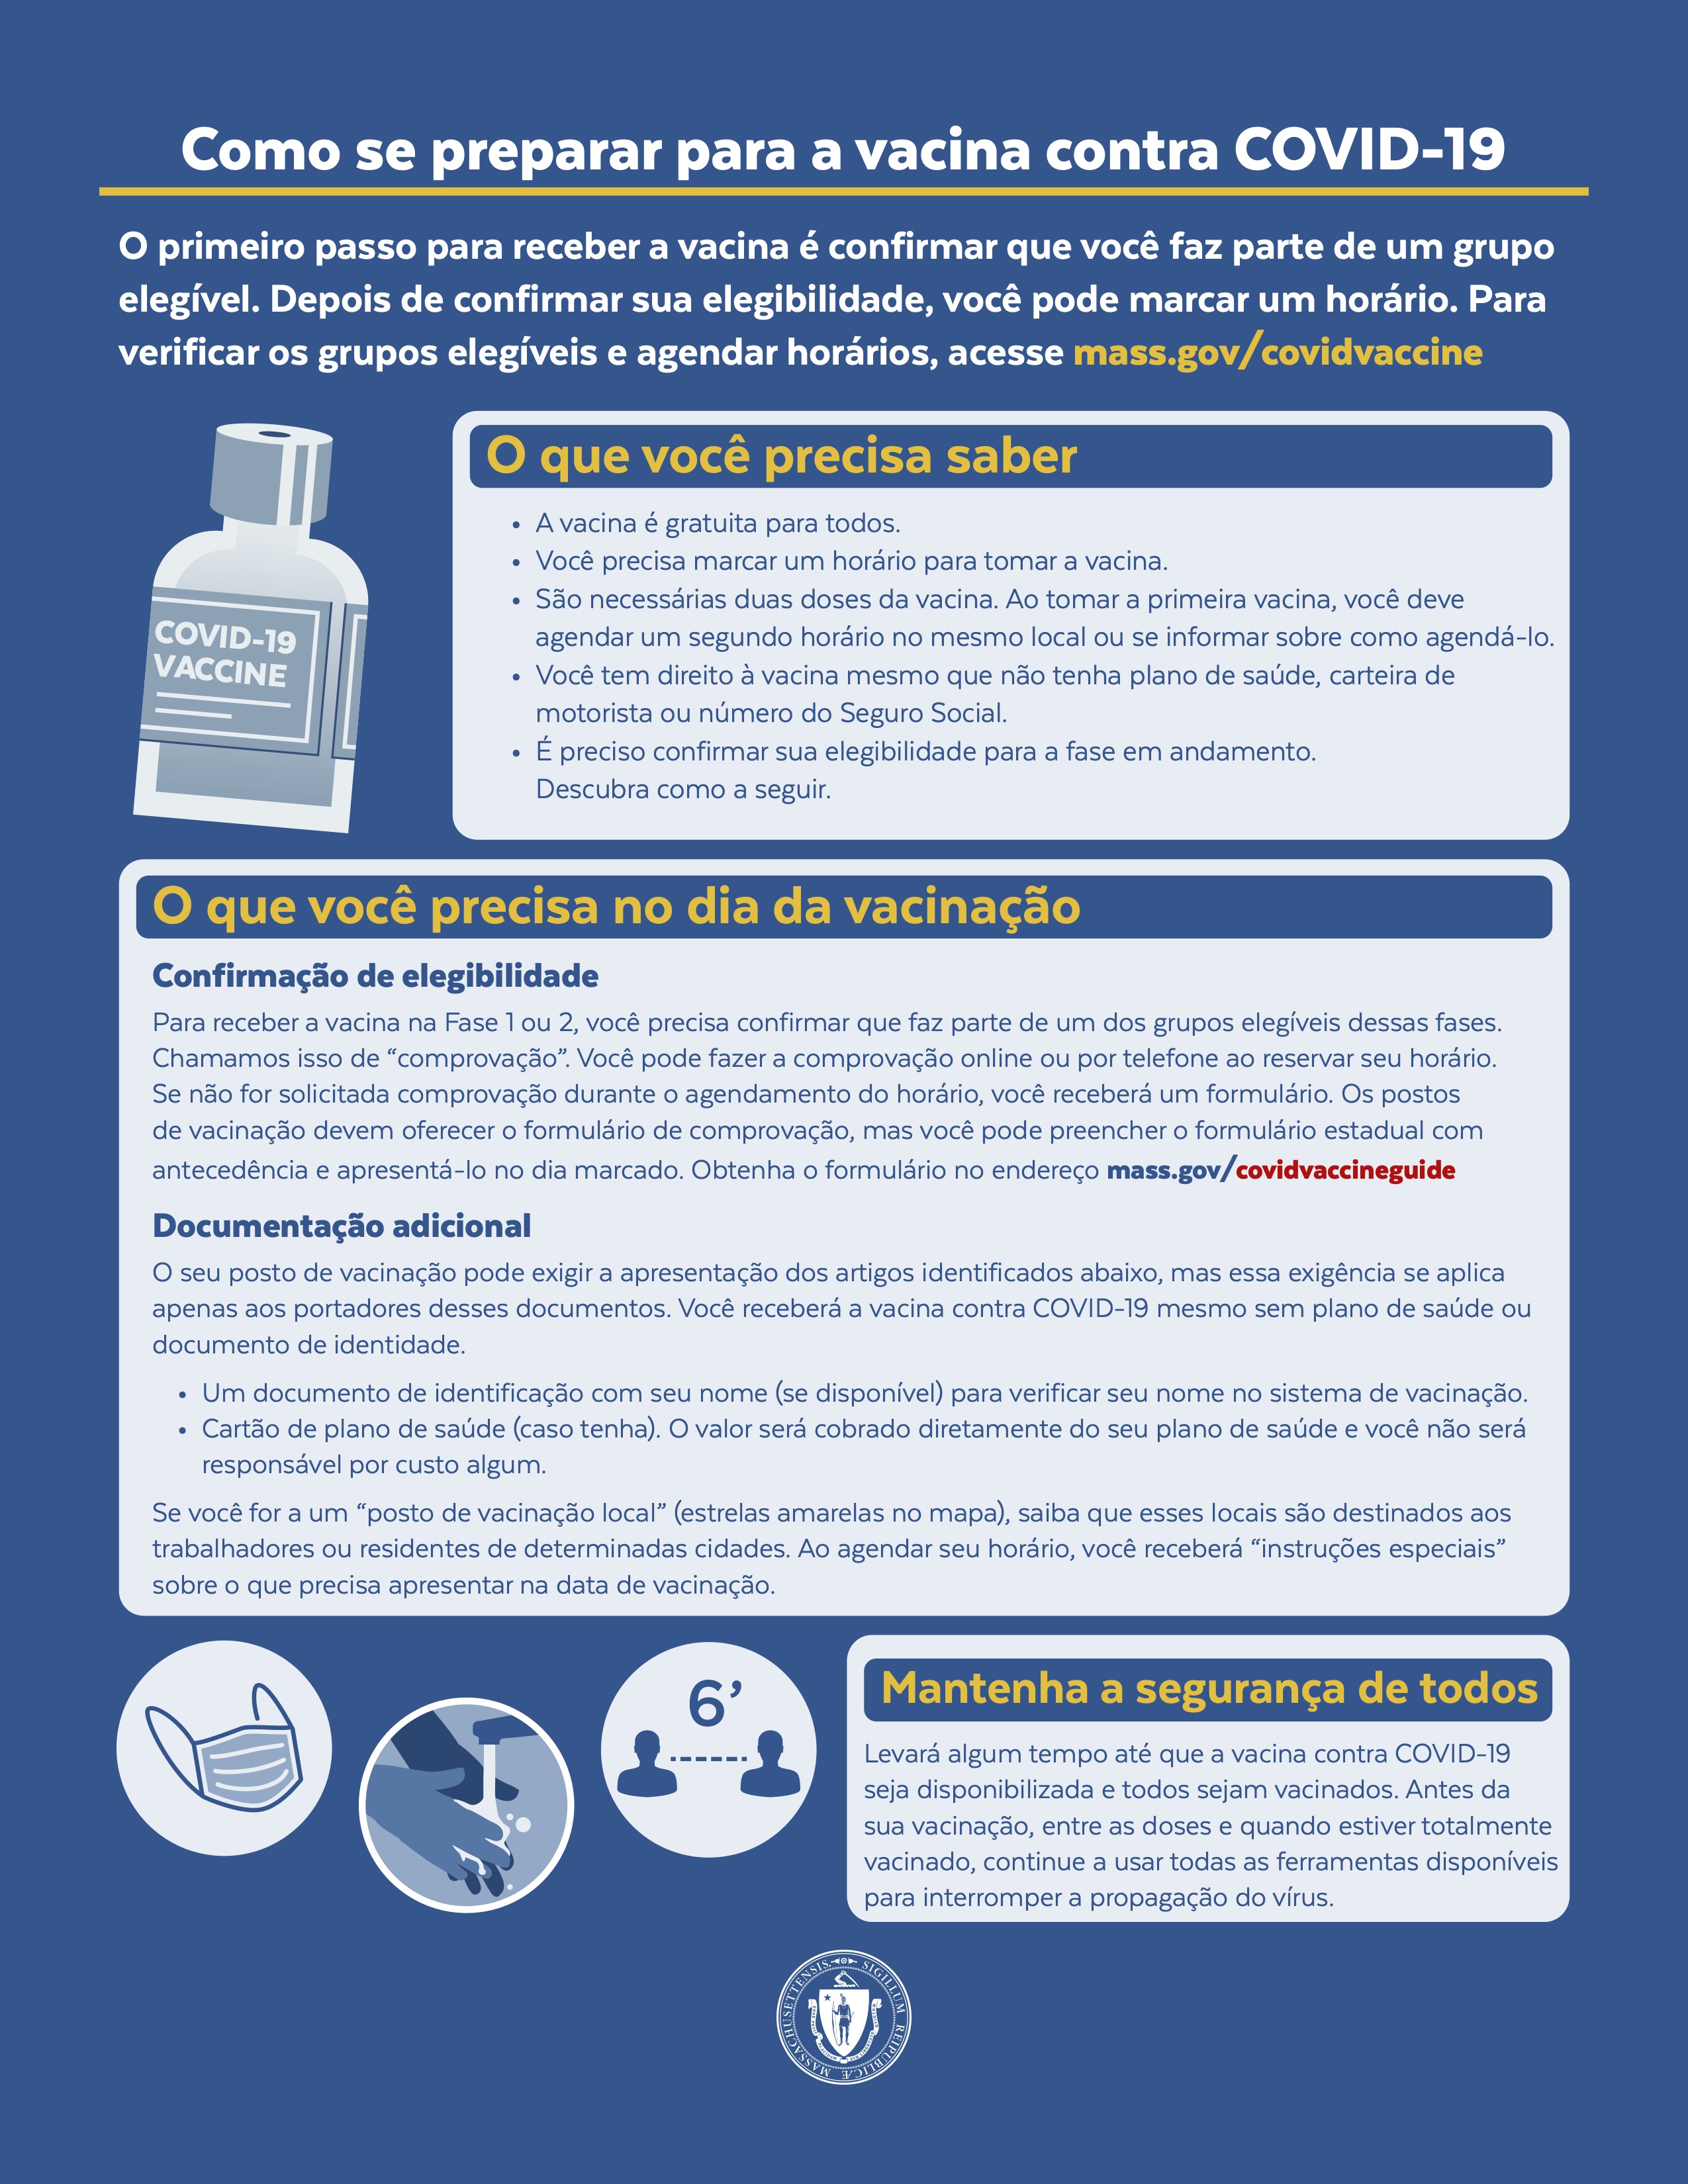 Como se preparar para a vacina contra COVID-19
O primeiro passo para receber a vacina é confirmar que você faz parte de um grupo
elegível. Depois de confirmar sua elegibilidade, você pode marcar um horário. Para
verificar os grupos elegíveis e agendar horários, acesse mass.gov/covidvaccine
COVID-19
VACCINE
O que você precisa saber
• A vacina é gratuita para todos.
• Você precisa marcar um horário para tomar a vacina.
• São necessárias duas doses da vacina. Ao tomar a primeira vacina, você deve
agendar um segundo horário no mesmo local ou se informar sobre como agendá-lo.
• Você tem direito à vacina mesmo que não tenha plano de saúde, carteira de
motorista ou número do Seguro Social.
• É preciso confirmar sua elegibilidade para a fase em andamento.
Descubra como a seguir.
O que você precisa no dia da vacinação
Confirmação de elegibilidade
Para receber a vacina na Fase 1 ou 2, você precisa confirmar que faz parte de um dos grupos elegíveis dessas fases.
Chamamos isso de “comprovação”. Você pode fazer a comprovação online ou por telefone ao reservar seu horário.
Se não for solicitada comprovação durante o agendamento do horário, você receberá um formulário. Os postos
de vacinação devem oferecer o formulário de comprovação, mas você pode preencher o formulário estadual com
antecedência e apresentá-lo no dia marcado. Obtenha o formulário no endereço mass.gov/covidvaccineguide
Documentação adicional
O seu posto de vacinação pode exigir a apresentação dos artigos identificados abaixo, mas essa exigência se aplica
apenas aos portadores desses documentos. Você receberá a vacina contra COVID-19 mesmo sem plano de saúde ou
documento de identidade.
• Um documento de identificação com seu nome (se disponível) para verificar seu nome no sistema de vacinação.
• Cartão de plano de saúde (caso tenha). O valor será cobrado diretamente do seu plano de saúde e você não será
responsável por custo algum.
Se você for a um “posto de vacinação local” (estrelas amarelas no mapa), saiba que esses locais são destinados aos
trabalhadores ou residentes de determinadas cidades. Ao agendar seu horário, você receberá “instruções especiais”
sobre o que precisa apresentar na data de vacinação.
6’
Mantenha a segurança de todos
Levará algum tempo até que a vacina contra COVID-19
seja disponibilizada e todos sejam vacinados. Antes da
sua vacinação, entre as doses e quando estiver totalmente
vacinado, continue a usar todas as ferramentas disponíveis
para interromper a propagação do vírus.
SIGILLUM REIPUBLICÆ MASSACHUSETTENSIS